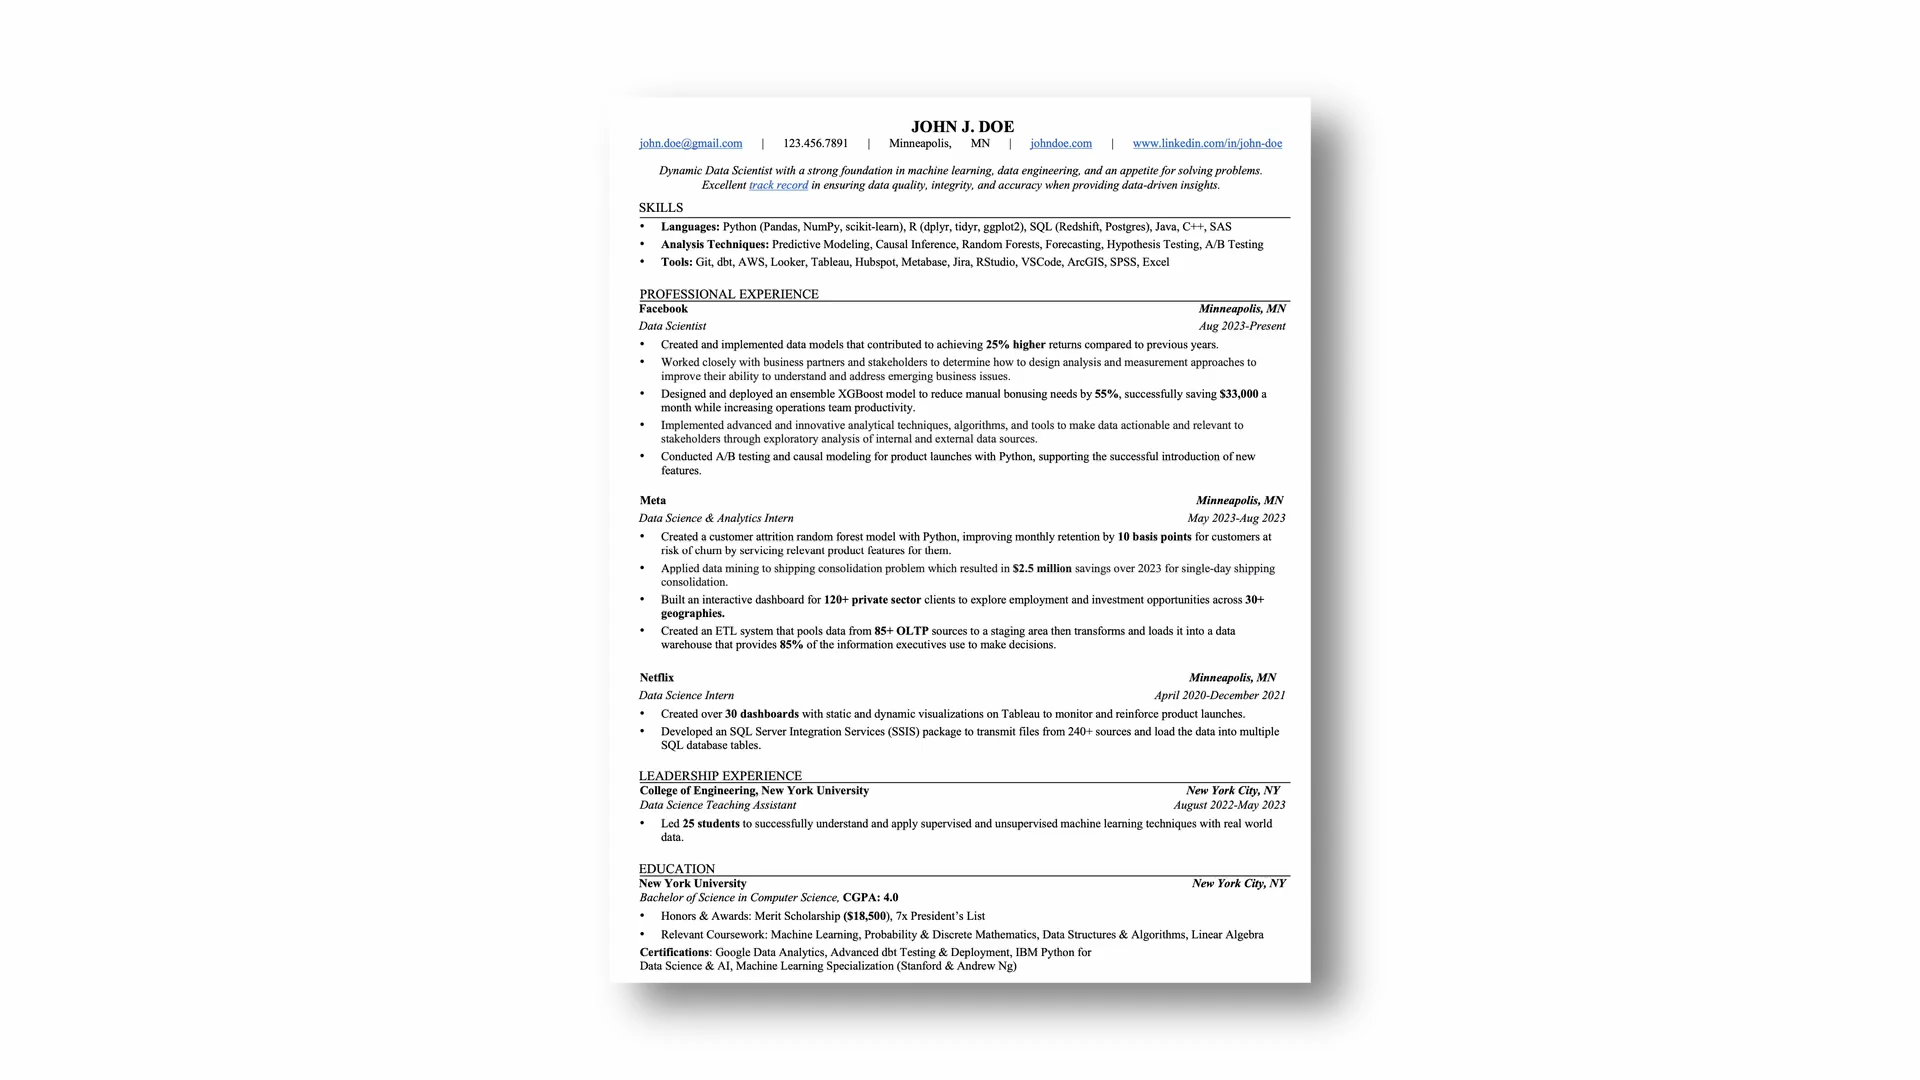 JOHN J. DOE
john.doe@gmail.com | 123.456.7891 | Minneapolis, MN | johndoe.com | www.linkedin.com/in/john-doe
Dynamic Data Scientist with a strong foundation in machine learning, data engineering, and an appetite for solving problems.
Excellent track record in ensuring data quality, integrity, and accuracy when providing data-driven insights.
SKILLS
• Languages: Python (Pandas, NumPy, scikit-learn), R (dplyr, tidyr, ggplot2), SQL (Redshift, Postgres), Java, C++, SAS
• Analysis Techniques: Predictive Modeling, Causal Inference, Random Forests, Forecasting, Hypothesis Testing, A/B Testing
• Tools: Git, dbt, AWS, Looker, Tableau, Hubspot, Metabase, Jira, RStudio, VSCode, ArcGIS, SPSS, Excel
PROFESSIONAL EXPERIENCE
Facebook Minneapolis, MN
Data Scientist Aug 2023-Present
• Created and implemented data models that contributed to achieving 25% higher returns compared to previous years.
• Worked closely with business partners and stakeholders to determine how to design analysis and measurement approaches to
improve their ability to understand and address emerging business issues.
• Designed and deployed an ensemble XGBoost model to reduce manual bonusing needs by 55%, successfully saving $33,000 a
month while increasing operations team productivity.
• Implemented advanced and innovative analytical techniques, algorithms, and tools to make data actionable and relevant to
stakeholders through exploratory analysis of internal and external data sources.
• Conducted A/B testing and causal modeling for product launches with Python, supporting the successful introduction of new
features.
Meta Minneapolis, MN
Data Science & Analytics Intern May 2023-Aug 2023
• Created a customer attrition random forest model with Python, improving monthly retention by 10 basis points for customers at
risk of churn by servicing relevant product features for them.
• Applied data mining to shipping consolidation problem which resulted in $2.5 million savings over 2023 for single-day shipping
consolidation.
• Built an interactive dashboard for 120+ private sector clients to explore employment and investment opportunities across 30+
geographies.
• Created an ETL system that pools data from 85+ OLTP sources to a staging area then transforms and loads it into a data
warehouse that provides 85% of the information executives use to make decisions.
Netflix Minneapolis, MN
Data Science Intern April 2020-December 2021
• Created over 30 dashboards with static and dynamic visualizations on Tableau to monitor and reinforce product launches.
• Developed an SQL Server Integration Services (SSIS) package to transmit files from 240+ sources and load the data into multiple
SQL database tables.
LEADERSHIP EXPERIENCE
College of Engineering, New York University New York City, NY
Data Science Teaching Assistant August 2022-May 2023
• Led 25 students to successfully understand and apply supervised and unsupervised machine learning techniques with real world
data.
EDUCATION
New York University New York City, NY
Bachelor of Science in Computer Science, CGPA: 4.0
• Honors & Awards: Merit Scholarship ($18,500), 7x President's List
• Relevant Coursework: Machine Learning, Probability & Discrete Mathematics, Data Structures & Algorithms, Linear Algebra
Certifications: Google Data Analytics, Advanced dbt Testing & Deployment, IBM Python for
Data Science & AI, Machine Learning Specialization (Stanford & Andrew Ng)